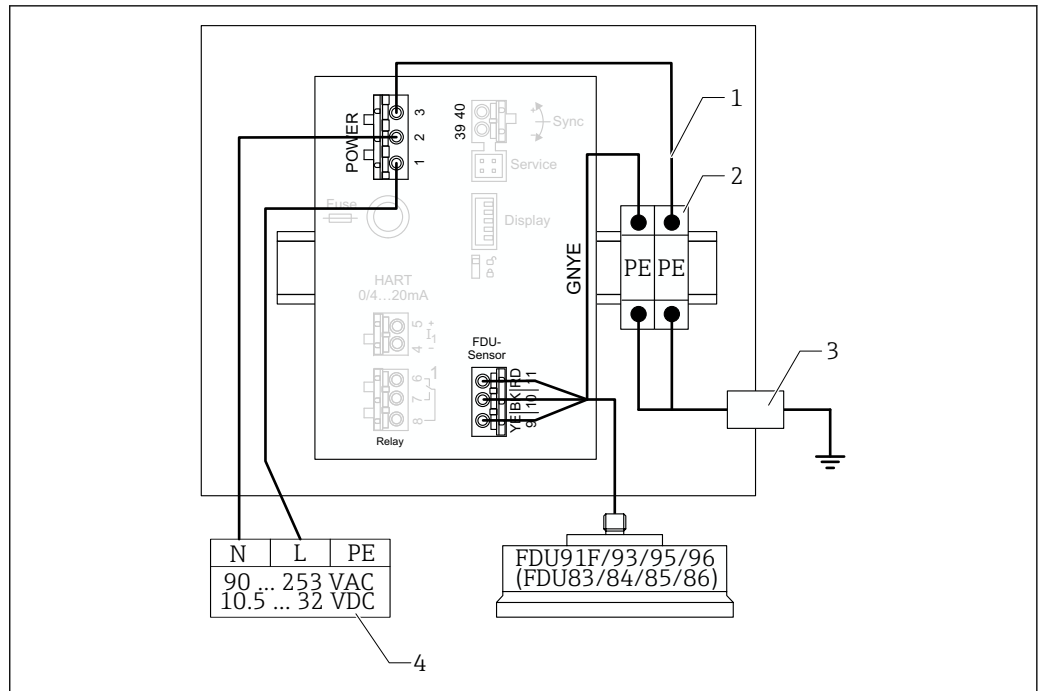 POWER
1 2 3
39 40
Sync
+
-
Service
Fuse
Display
HART
0/4...20mA
4 5
I1
+
-
6
7
8
1
Relay
FDU-
Sensor
YE BK RD
9 10 11
GNYE
PE PE
1
2
3
N L PE
90 ... 253 VAC
10.5 ... 32 VDC
4
FDU91F/93/95/96
(FDU83/84/85/86)